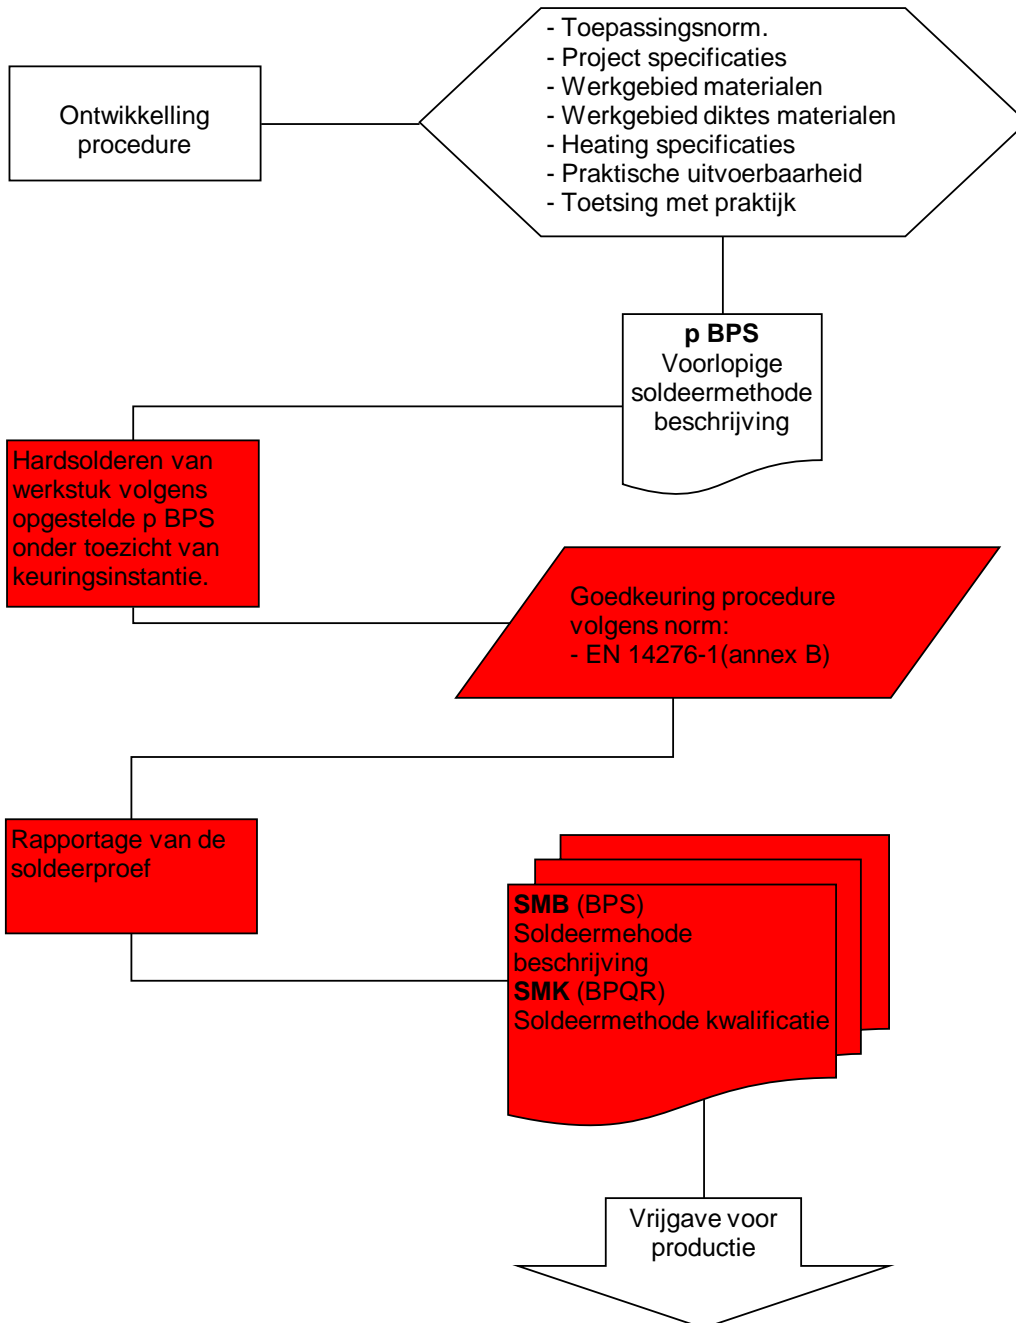 Ontwikkelling
procedure
- Toepassingsnorm.
- Project specificaties
- Werkgebied materialen
- Werkgebied diktes materialen
- Heating specificaties
- Praktische uitvoerbaarheid
- Toetsing met praktijk
p BPS
Voorlopige
soldeermethode
beschrijving
Hardsolderen van
werkstuk volgens
opgestelde p BPS
onder toezicht van
keuringsinstantie.
Goedkeuring procedure
volgens norm:
- EN 14276-1(annex B)
Rapportage van de
soldeerproef
SMB (BPS)
Soldeermehode
beschrijving
SMK (BPQR)
Soldeermethode kwalificatie
Vrijgave voor
productie